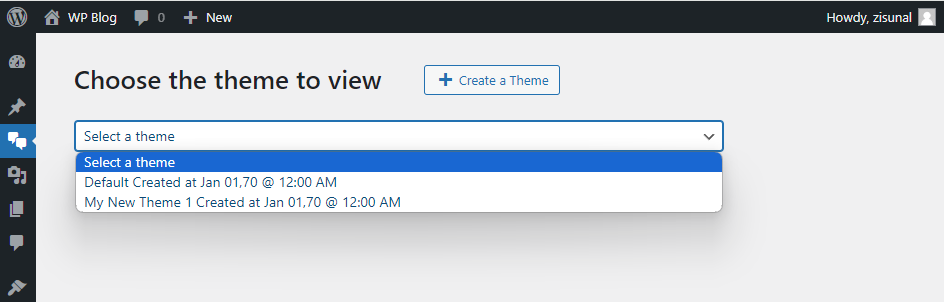 WP Blog 0 New Howdy, zisunal
Choose the theme to view Create a Theme
Select a theme
Select a theme
Default Created at Jan 01,70 @ 12:00 AM
My New Theme 1 Created at Jan 01,70 @ 12:00 AM